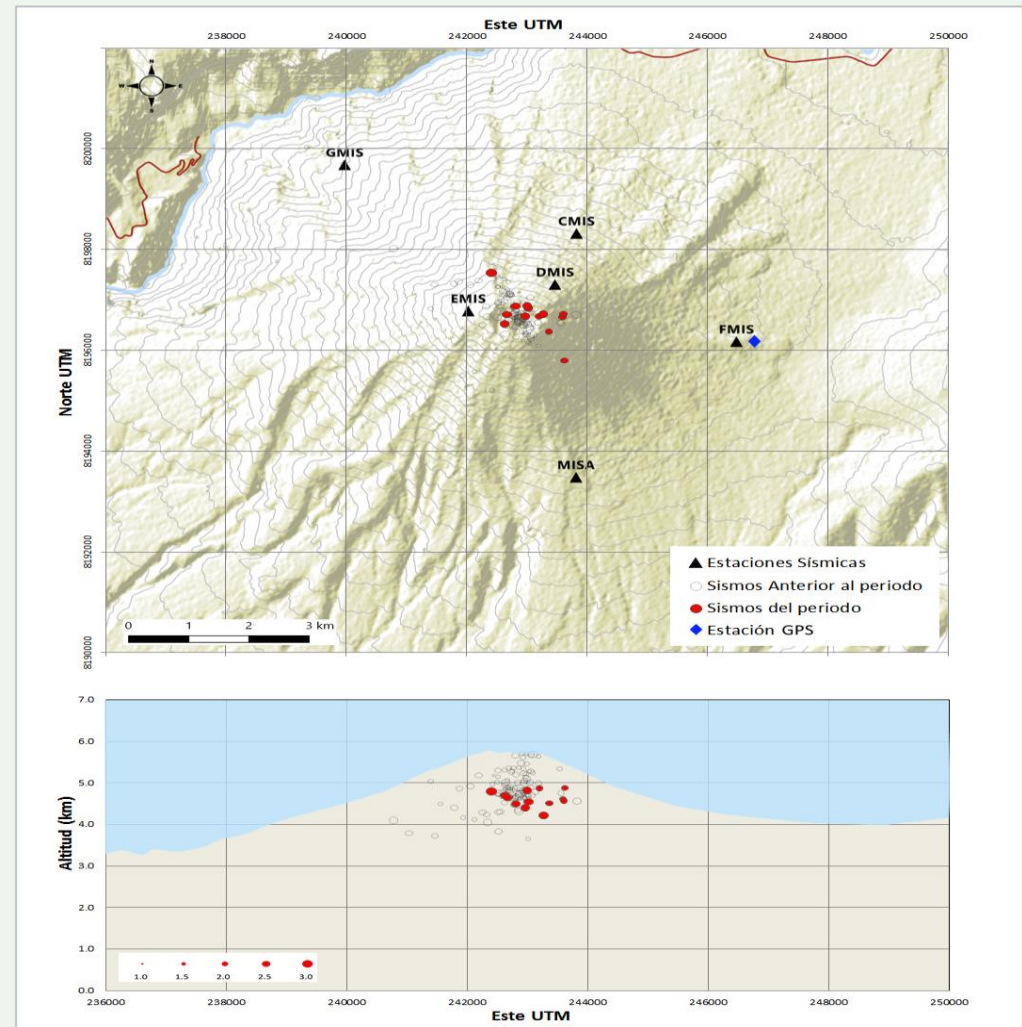 Este UTM
238000 240000 242000 244000 246000 248000 250000
N
W E
S
8200000
GMIS
CMIS
8198000
DMIS
EMIS
FMIS
8196000
Norte UTM
8194000
MISA
8192000
Estaciones Sísmicas
Sismos Anterior al periodo
Sismos del periodo
Estación GPS
0 1 2 3 km
8190000
7.0
6.0
5.0
4.0
Altitud (km)
3.0
2.0
1.0
1.0 1.5 2.0 2.5 3.0
0.0
236000 238000 240000 242000 244000 246000 248000 250000
Este UTM